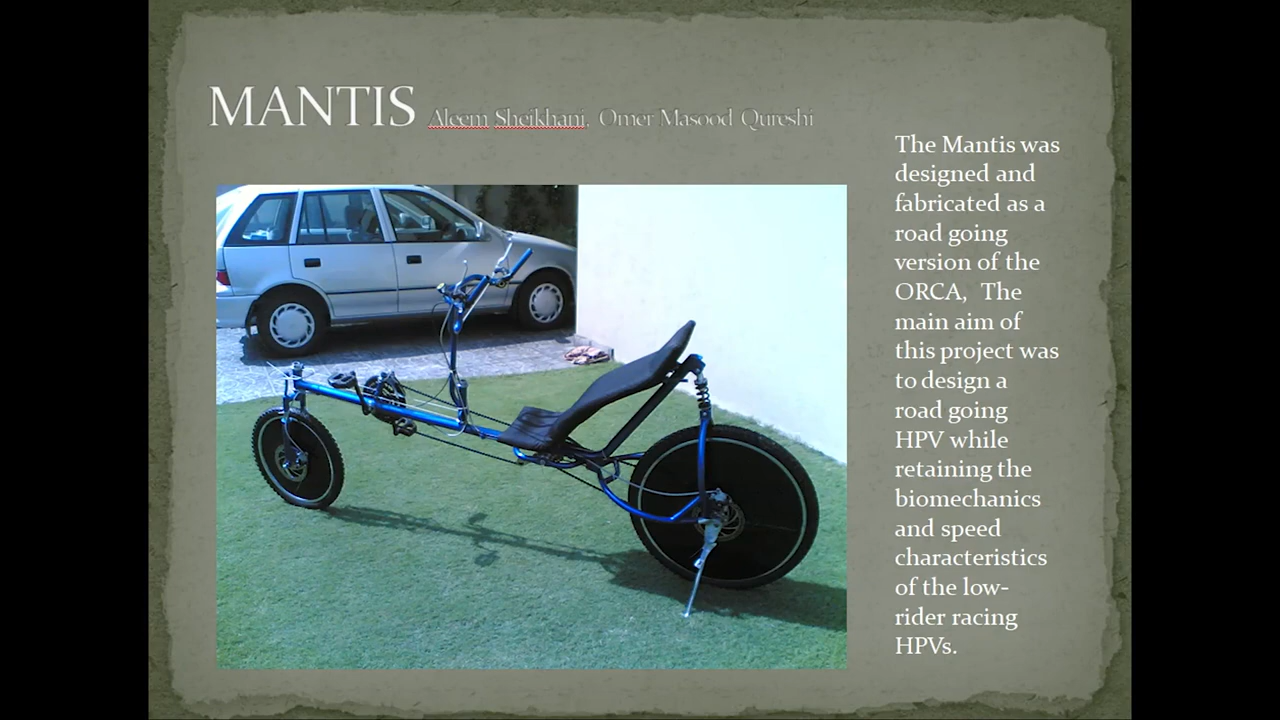 MANTIS Aleem Sheikhani, Omer Masood Qureshi
The Mantis was
designed and
fabricated as a
road going
version of the
ORCA, The
main aim of
this project was
to design a
road going
HPV while
retaining the
biomechanics
and speed
characteristics
of the low-
rider racing
HPVs.